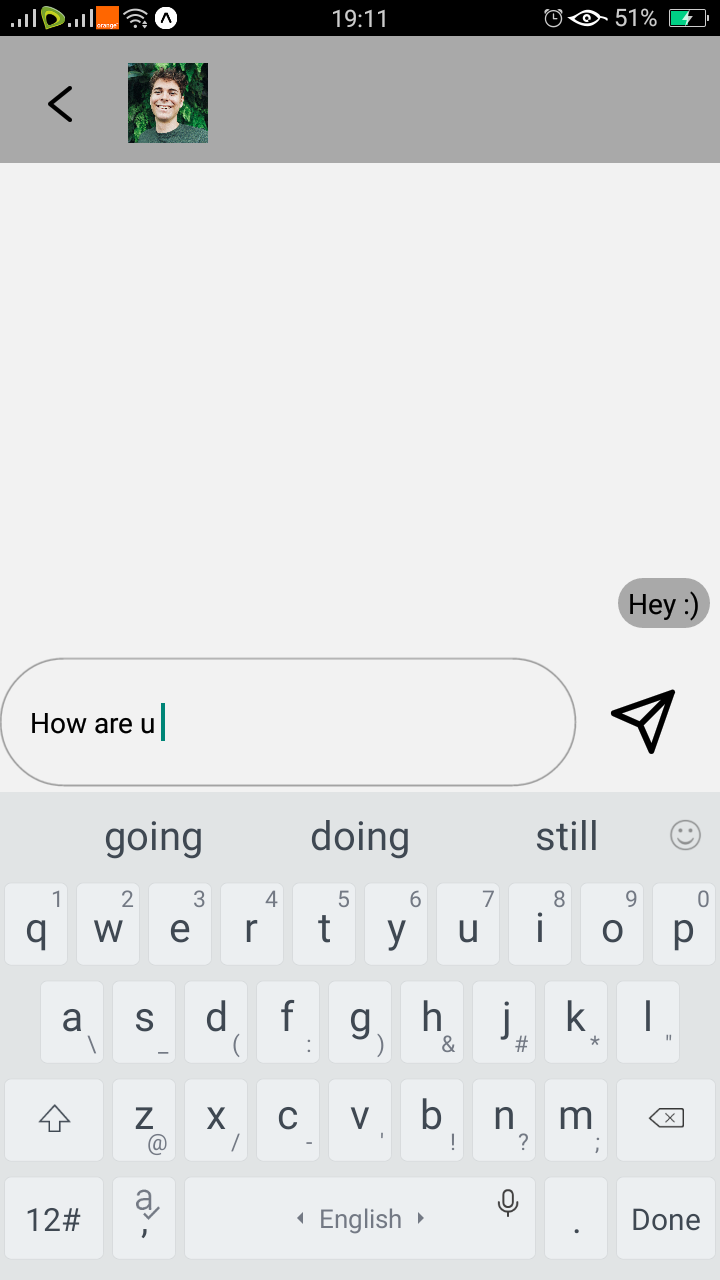 orange
19:11
51%
Hey :)
How are u
going doing still
1 2 3 4 5 6 7 8 9 0
q w e r t y u i o p
a s d f g h j k l
\ _ ( : ) & # * "
z x c v b n m
@ / - ' ! ? ;
12# a , English . Done